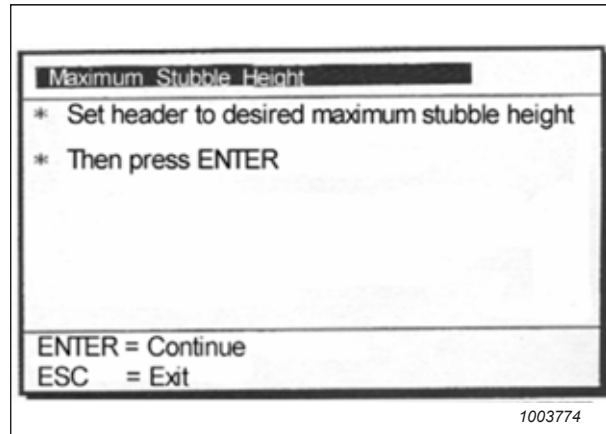 Maximum Stubble Height
* Set header to desired maximum stubble height
* Then press ENTER
ENTER = Continue
ESC = Exit
1003774